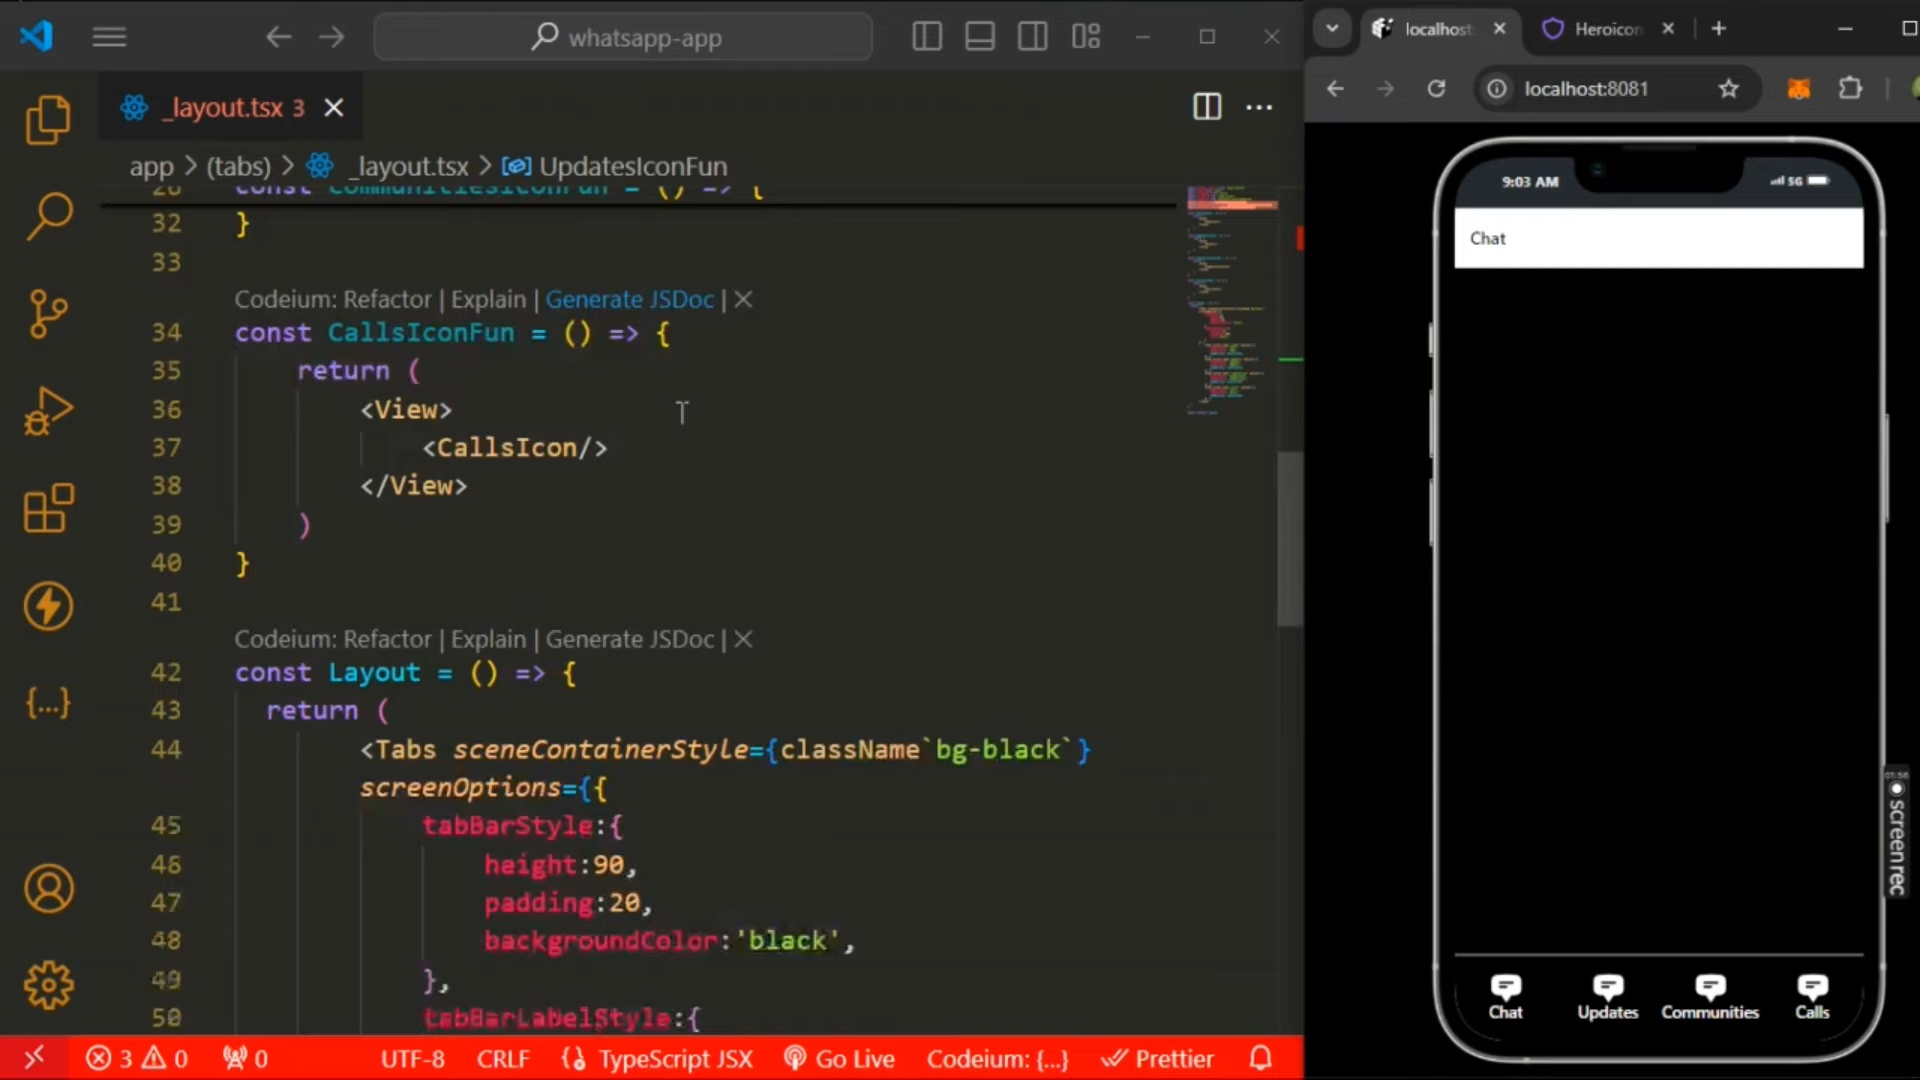 whatsapp-app
_layout.tsx 3
app > (tabs) > _layout.tsx > UpdatesIconFun
const CommunitiesIconFun = () => {
32 }
33
Codeium: Refactor | Explain | Generate JSDoc | ×
34 const CallsIconFun = () => {
35 return (
36 <View>
37 <CallsIcon/>
38 </View>
39 )
40 }
41
Codeium: Refactor | Explain | Generate JSDoc | ×
42 const Layout = () => {
43 return (
44 <Tabs sceneContainerStyle={className`bg-black`}
screenOptions={{
45 tabBarStyle:{
46 height:90,
47 padding:20,
48 backgroundColor:'black',
49 },
50 tabBarLabelStyle:{
3 0 0 UTF-8 CRLF TypeScript JSX Go Live Codeium: {...} Prettier
localhost Heroicon
localhost:8081
9:03 AM 5G
Chat
Chat Updates Communities Calls
01:56
screenrec